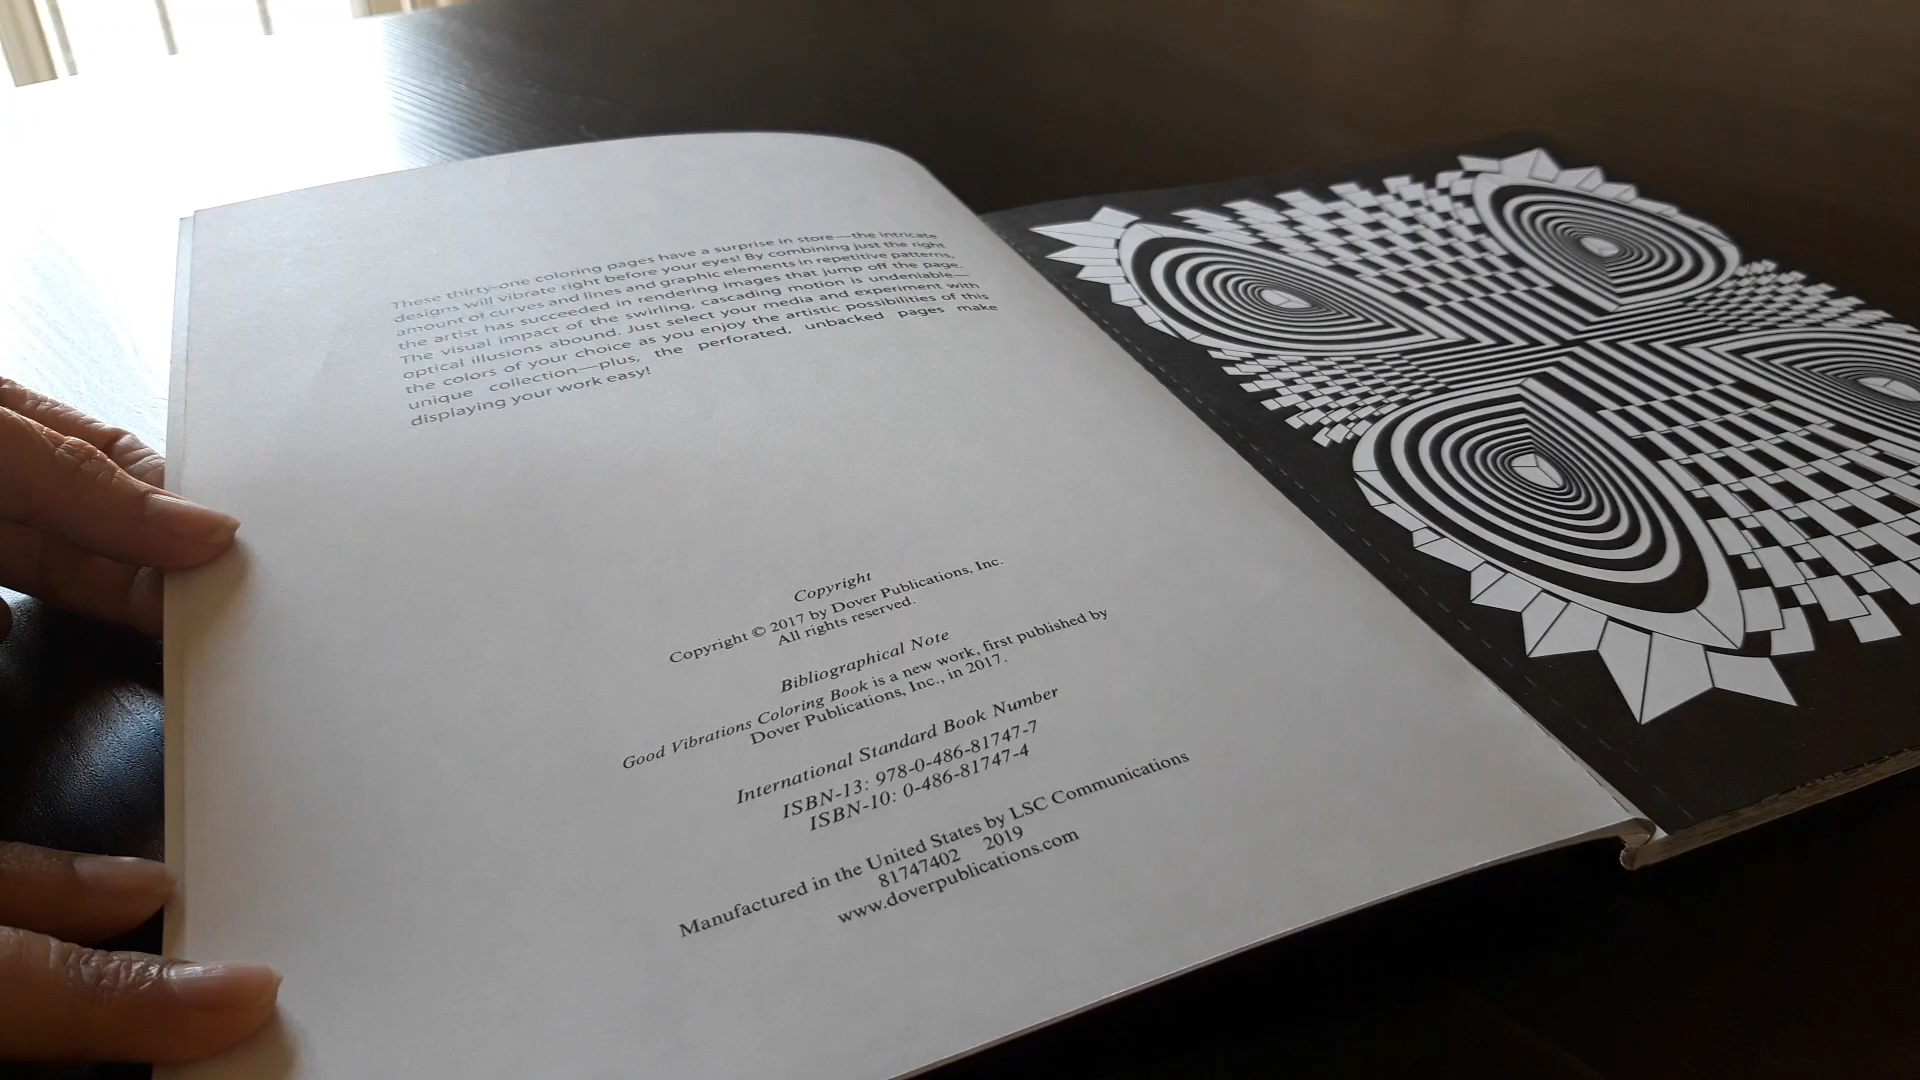 These thirty-one coloring pages have a surprise in store—the intricate
designs will vibrate right before your eyes! By combining just the right
amount of curves and lines and graphic elements in repetitive patterns,
the artist has succeeded in rendering images that jump off the page.
The visual impact of the swirling, cascading motion is undeniable—
optical illusions abound. Just select your media and experiment with
the colors of your choice as you enjoy the artistic possibilities of this
unique collection—plus, the perforated, unbacked pages make
displaying your work easy!
Copyright
Copyright © 2017 by Dover Publications, Inc.
All rights reserved.
Bibliographical Note
Good Vibrations Coloring Book is a new work, first published by
Dover Publications, Inc., in 2017.
International Standard Book Number
ISBN-13: 978-0-486-81747-7
ISBN-10: 0-486-81747-4
Manufactured in the United States by LSC Communications
81747402 2019
www.doverpublications.com